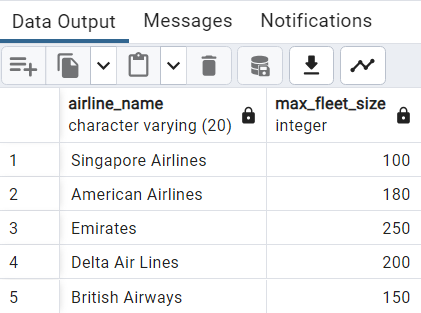 Data Output Messages Notifications
airline_name max_fleet_size
character varying (20) integer
1 Singapore Airlines 100
2 American Airlines 180
3 Emirates 250
4 Delta Air Lines 200
5 British Airways 150